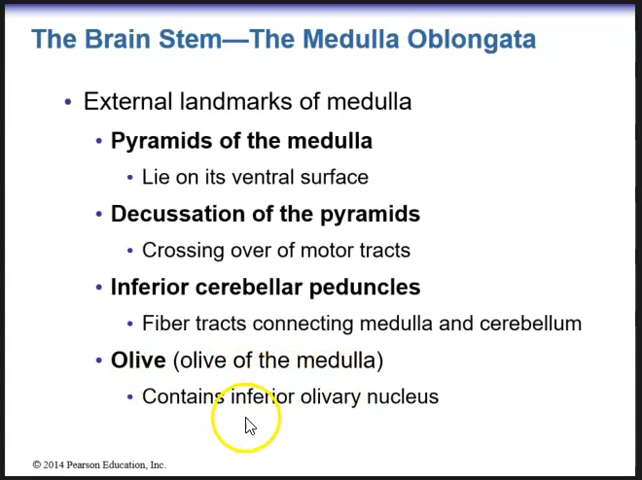 The Brain Stem—The Medulla Oblongata
• External landmarks of medulla
• Pyramids of the medulla
• Lie on its ventral surface
• Decussation of the pyramids
• Crossing over of motor tracts
• Inferior cerebellar peduncles
• Fiber tracts connecting medulla and cerebellum
• Olive (olive of the medulla)
• Contains inferior olivary nucleus
© 2014 Pearson Education, Inc.